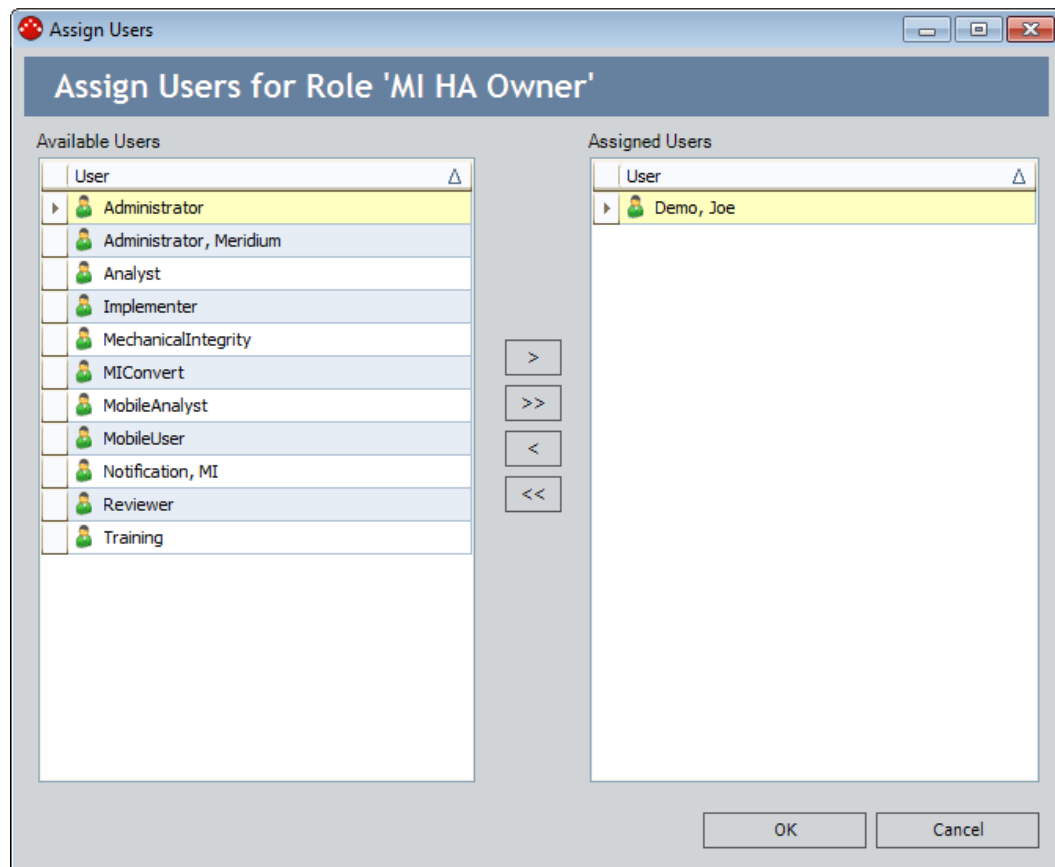 Assign Users
Assign Users for Role 'MI HA Owner'
Available Users
User
Administrator
Administrator, Meridium
Analyst
Implementer
MechanicalIntegrity
MIConvert
MobileAnalyst
MobileUser
Notification, MI
Reviewer
Training
>
>>
<
<<
Assigned Users
User
Demo, Joe
OK
Cancel